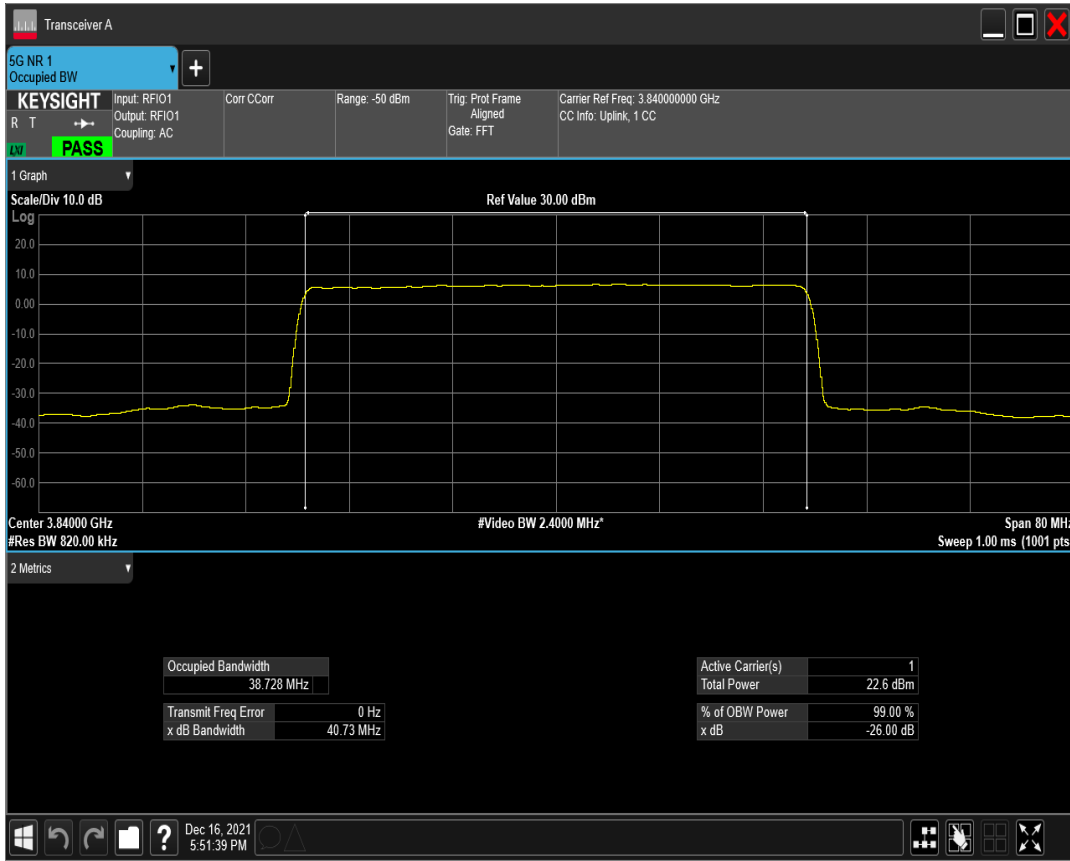 Transceiver A
5G NR 1
Occupied BW
KEYSIGHT
R T
LXI
PASS
Input: RFIO1
Output: RFIO1
Coupling: AC
Corr CCorr
Range: -50 dBm
Trig: Prot Frame
Aligned
Gate: FFT
Carrier Ref Freq: 3.840000000 GHz
CC Info: Uplink, 1 CC
1 Graph
Scale/Div 10.0 dB
Ref Value 30.00 dBm
Log
20.0
10.0
0.00
-10.0
-20.0
-30.0
-40.0
-50.0
-60.0
Center 3.84000 GHz
#Video BW 2.4000 MHz*
Span 80 MHz
#Res BW 820.00 kHz
Sweep 1.00 ms (1001 pts
2 Metrics
Occupied Bandwidth
38.728 MHz
Transmit Freq Error 0 Hz
x dB Bandwidth 40.73 MHz
Active Carrier(s) 1
Total Power 22.6 dBm
% of OBW Power 99.00 %
x dB -26.00 dB
?
Dec 16, 2021
5:51:39 PM